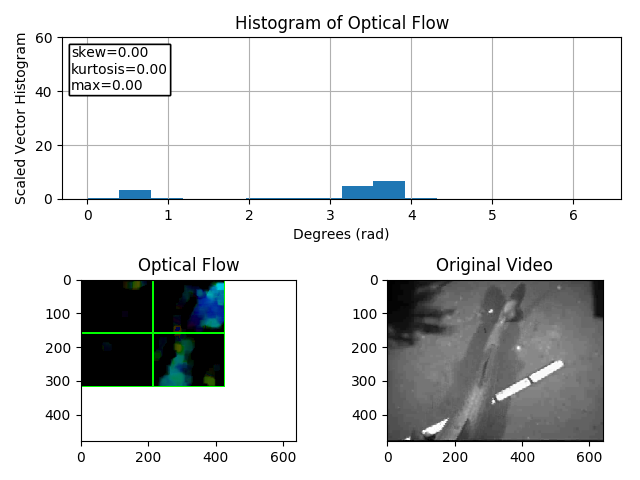 Histogram of Optical Flow
skew=0.00
kurtosis=0.00
max=0.00
Scaled Vector Histogram
60
40
20
0
0 1 2 3 4 5 6
Degrees (rad)
Optical Flow
0
100
200
300
400
0 200 400 600
Original Video
0
100
200
300
400
0 200 400 600